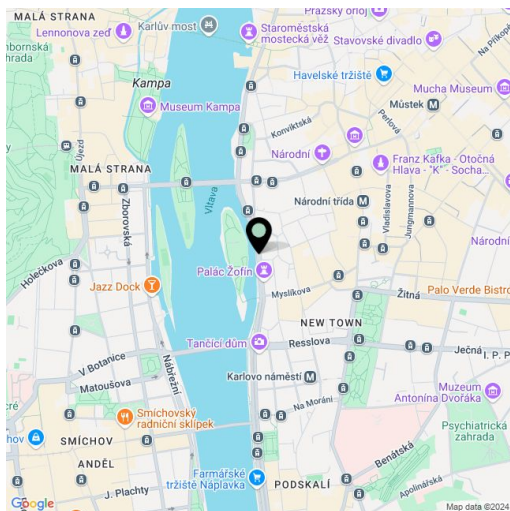 MALÁ STRANA
Karlův most
Pražský orloj
Lennonova zeď
Staroměstská
mostecká věž
Stavovské divadlo
Na Příkopě
Kampa
Havelské tržiště
Mucha Museum
Museum Kampa
Můstek
Konviktská
Perlová
Újezd
Národní
Franz Kafka - Otočná
Hlava - "K" - Socha...
MALÁ STRANA
Zborovská
Vltava
Národní třída
Vladislavova
Jungmannova
Národní
Holečkova
Palác Žofín
Jazz Dock
Myslíkova
Žitná
Palo Verde Bistro
NEW TOWN
Tančící dům
Resslova
Ječná
I. P. P
V Botanice
Nábřežní
Matoušova
Karlovo náměstí
Na Moráni
Muzeum
Antonína Dvořáka
Smíchovský
radniční sklípek
Psychiatrická
zahrada
SMÍCHOV
ANDĚL
Benátská
Farmářské
tržiště Náplavka
Apolinářská
J. Plachty
PODSKALÍ
Google
Map data ©2024